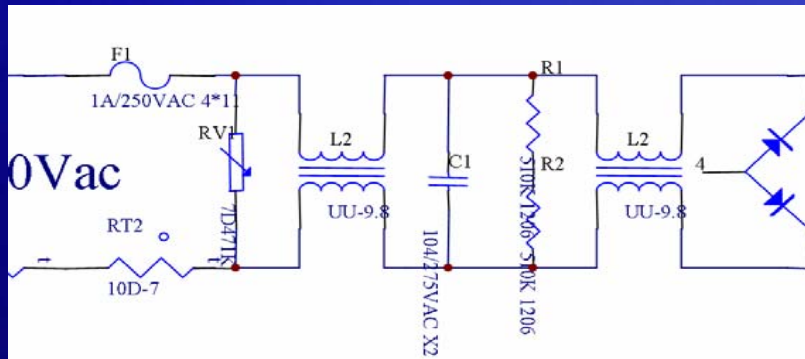 F1
1A/250VAC 4*11
RV1
7D471K
0Vac
RT2
t
10D-7
t
L2
UU-9.8
C1
104/275VAC X2
R1
510K 1206
R2
510K 1206
L2
UU-9.8
4